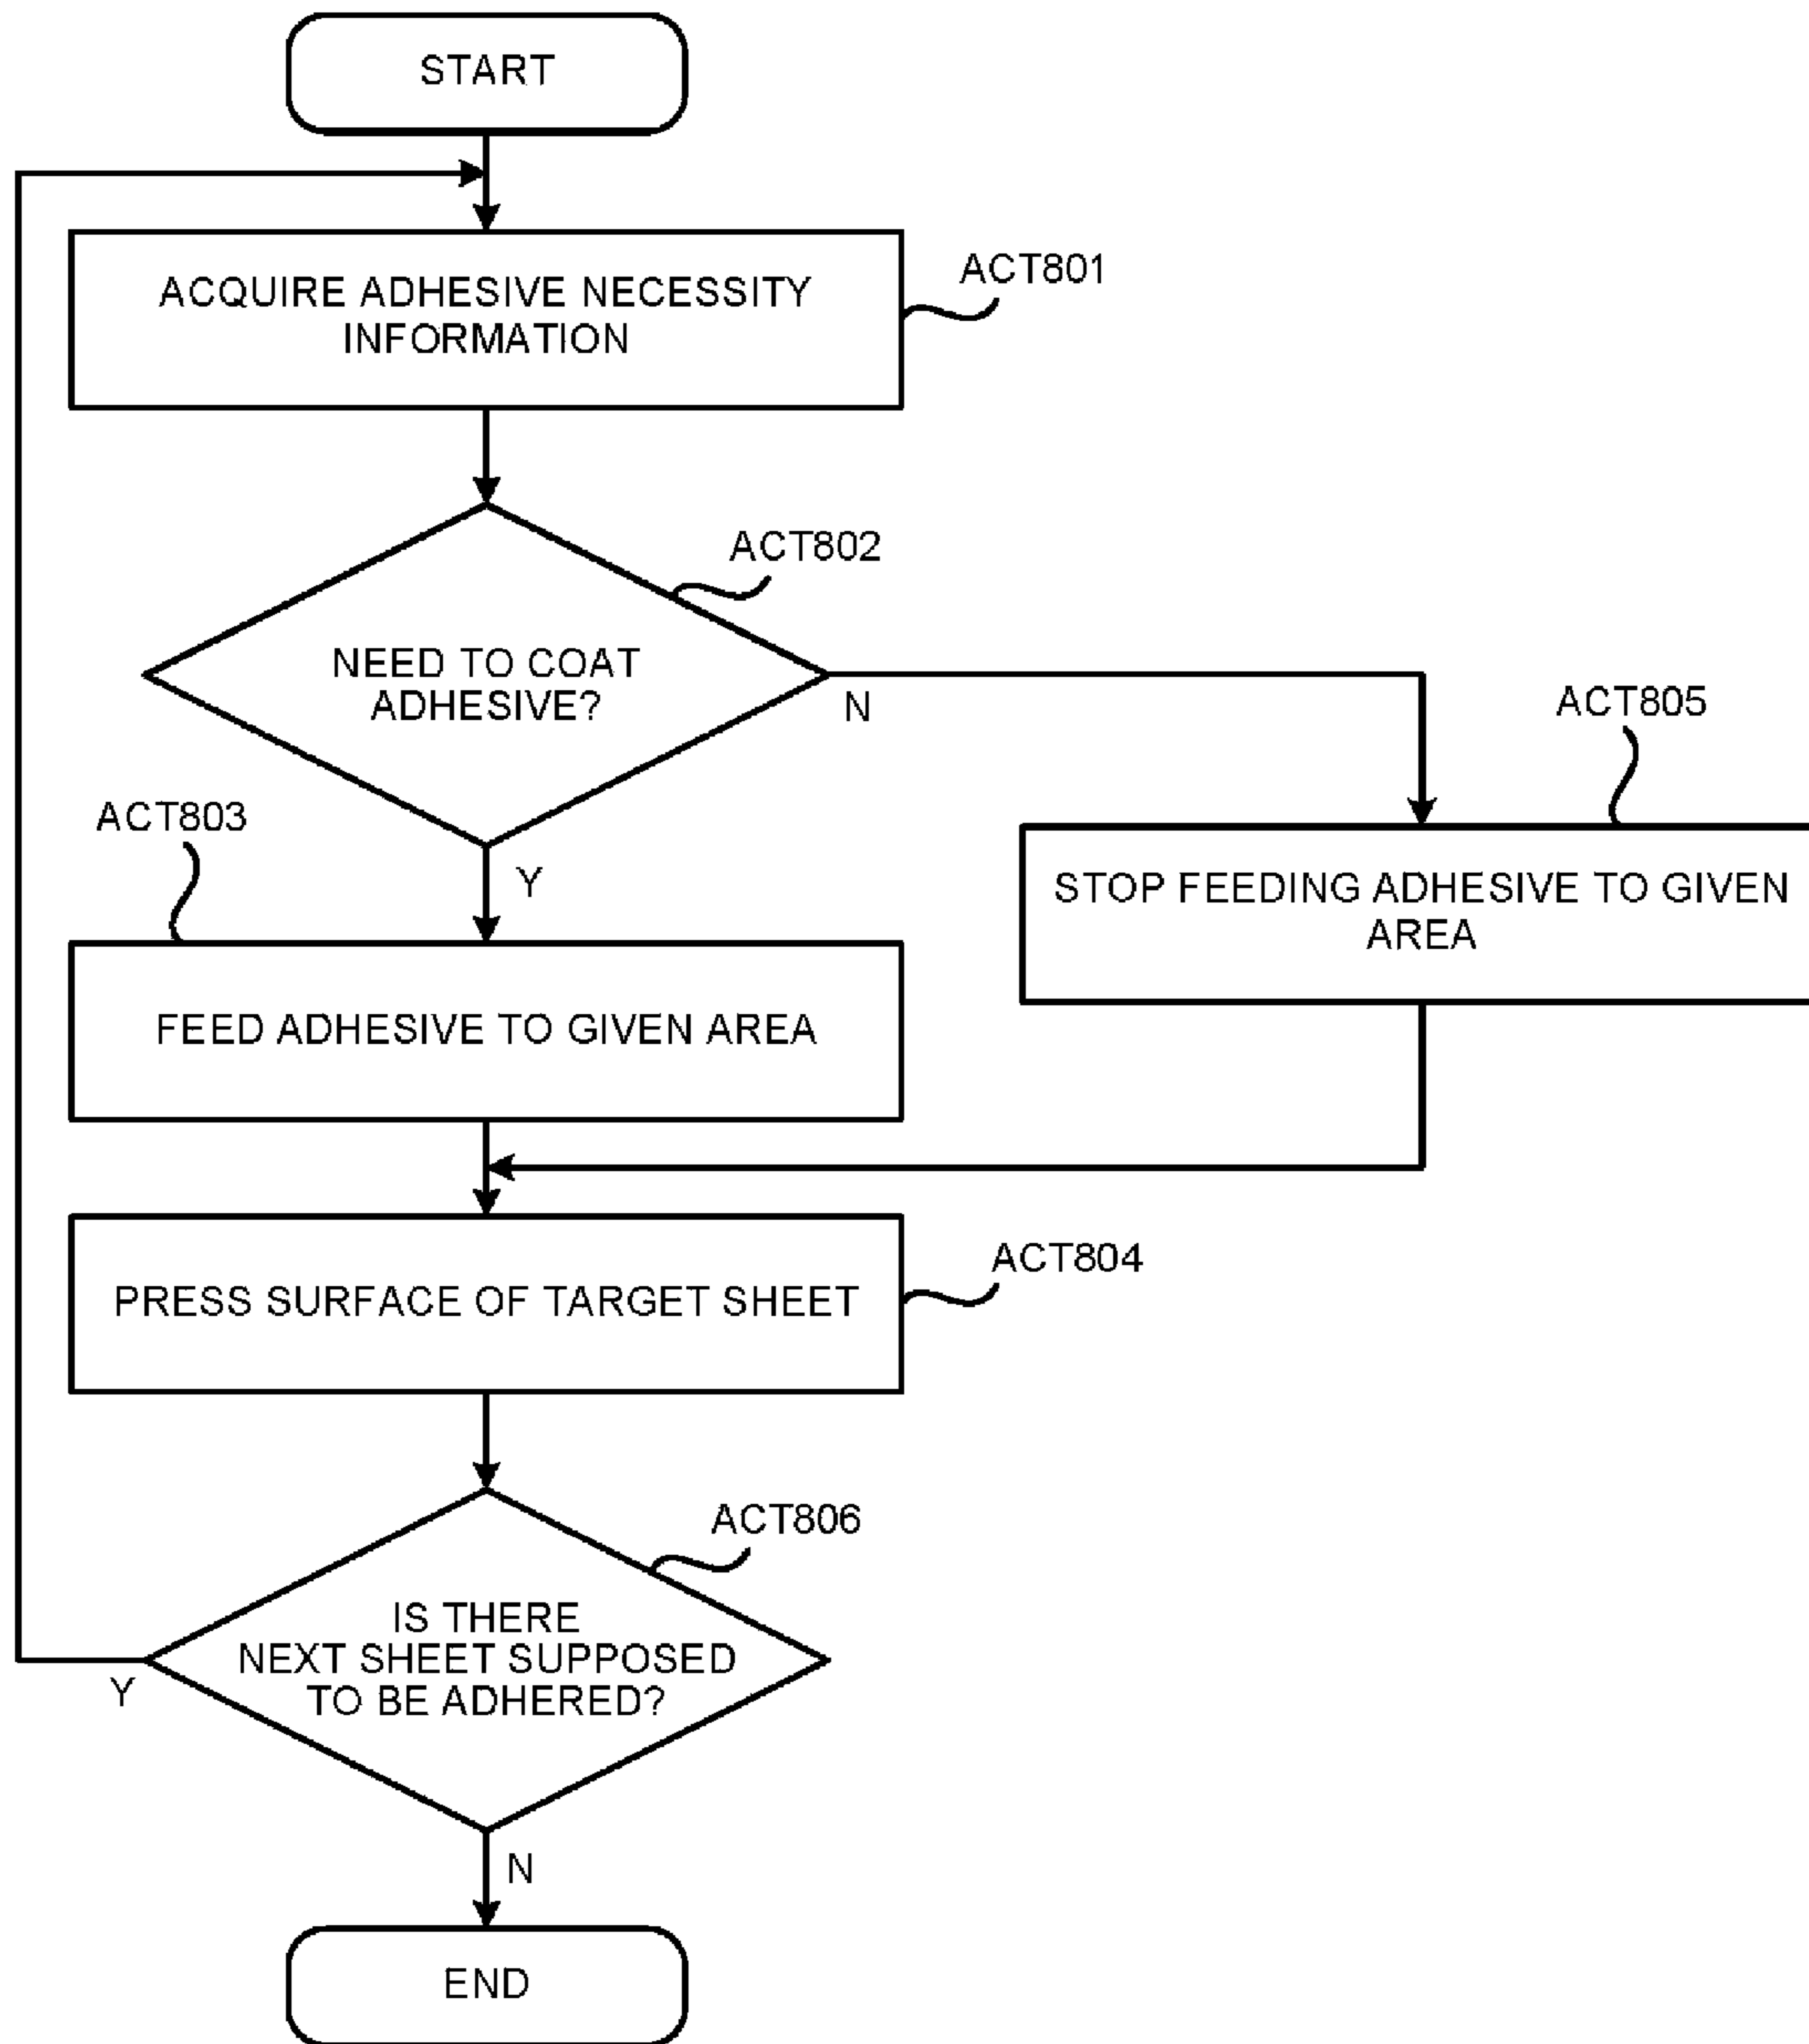 START
ACQUIRE ADHESIVE NECESSITY
INFORMATION
ACT801
ACT802
NEED TO COAT
ADHESIVE?
N
Y
ACT805
STOP FEEDING ADHESIVE TO GIVEN
AREA
ACT803
FEED ADHESIVE TO GIVEN AREA
ACT804
PRESS SURFACE OF TARGET SHEET
ACT806
IS THERE
NEXT SHEET SUPPOSED
TO BE ADHERED?
Y
N
END